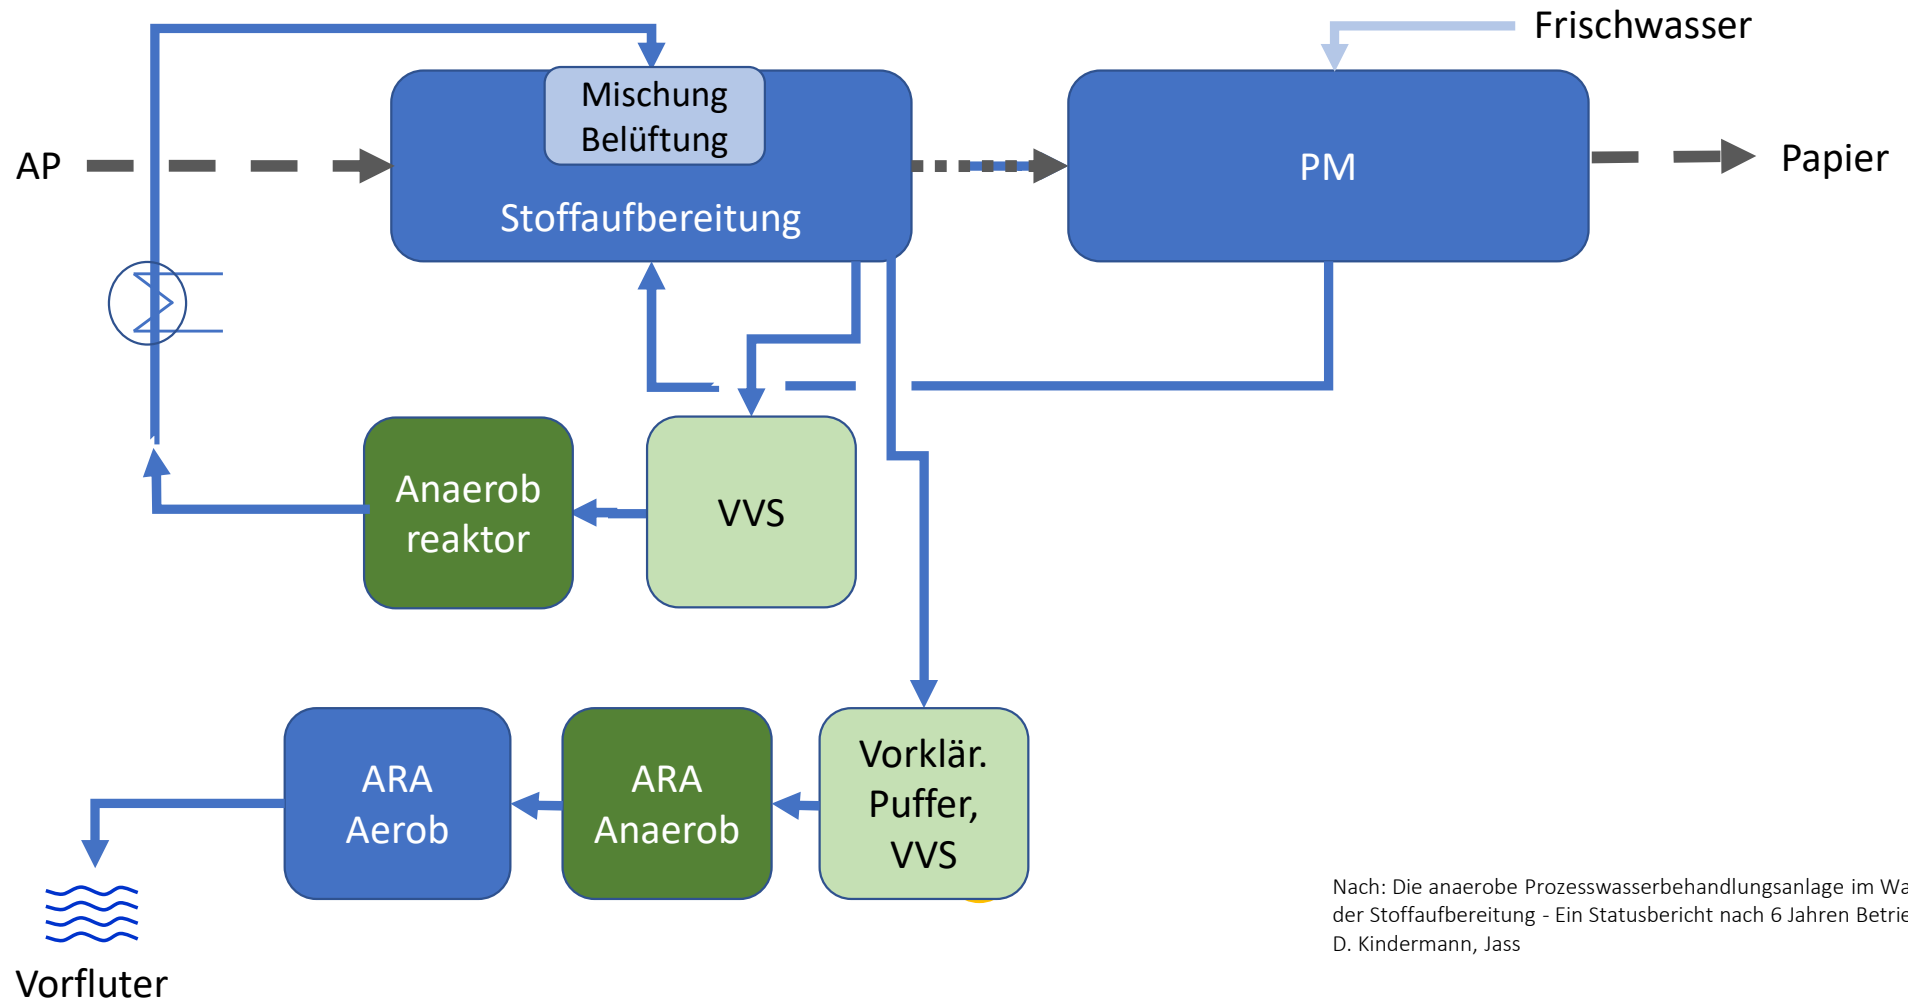 Frischwasser
Mischung
Belüftung
AP
Stoffaufbereitung
PM
Papier
Anaerob
reaktor
VVS
ARA
Aerob
ARA
Anaerob
Vorklär.
Puffer,
VVS
Vorfluter
Nach: Die anaerobe Prozesswasserbehandlungsanlage im
der Stoffaufbereitung - Ein Statusbericht nach 6 Jahren
D. Kindermann, Jass